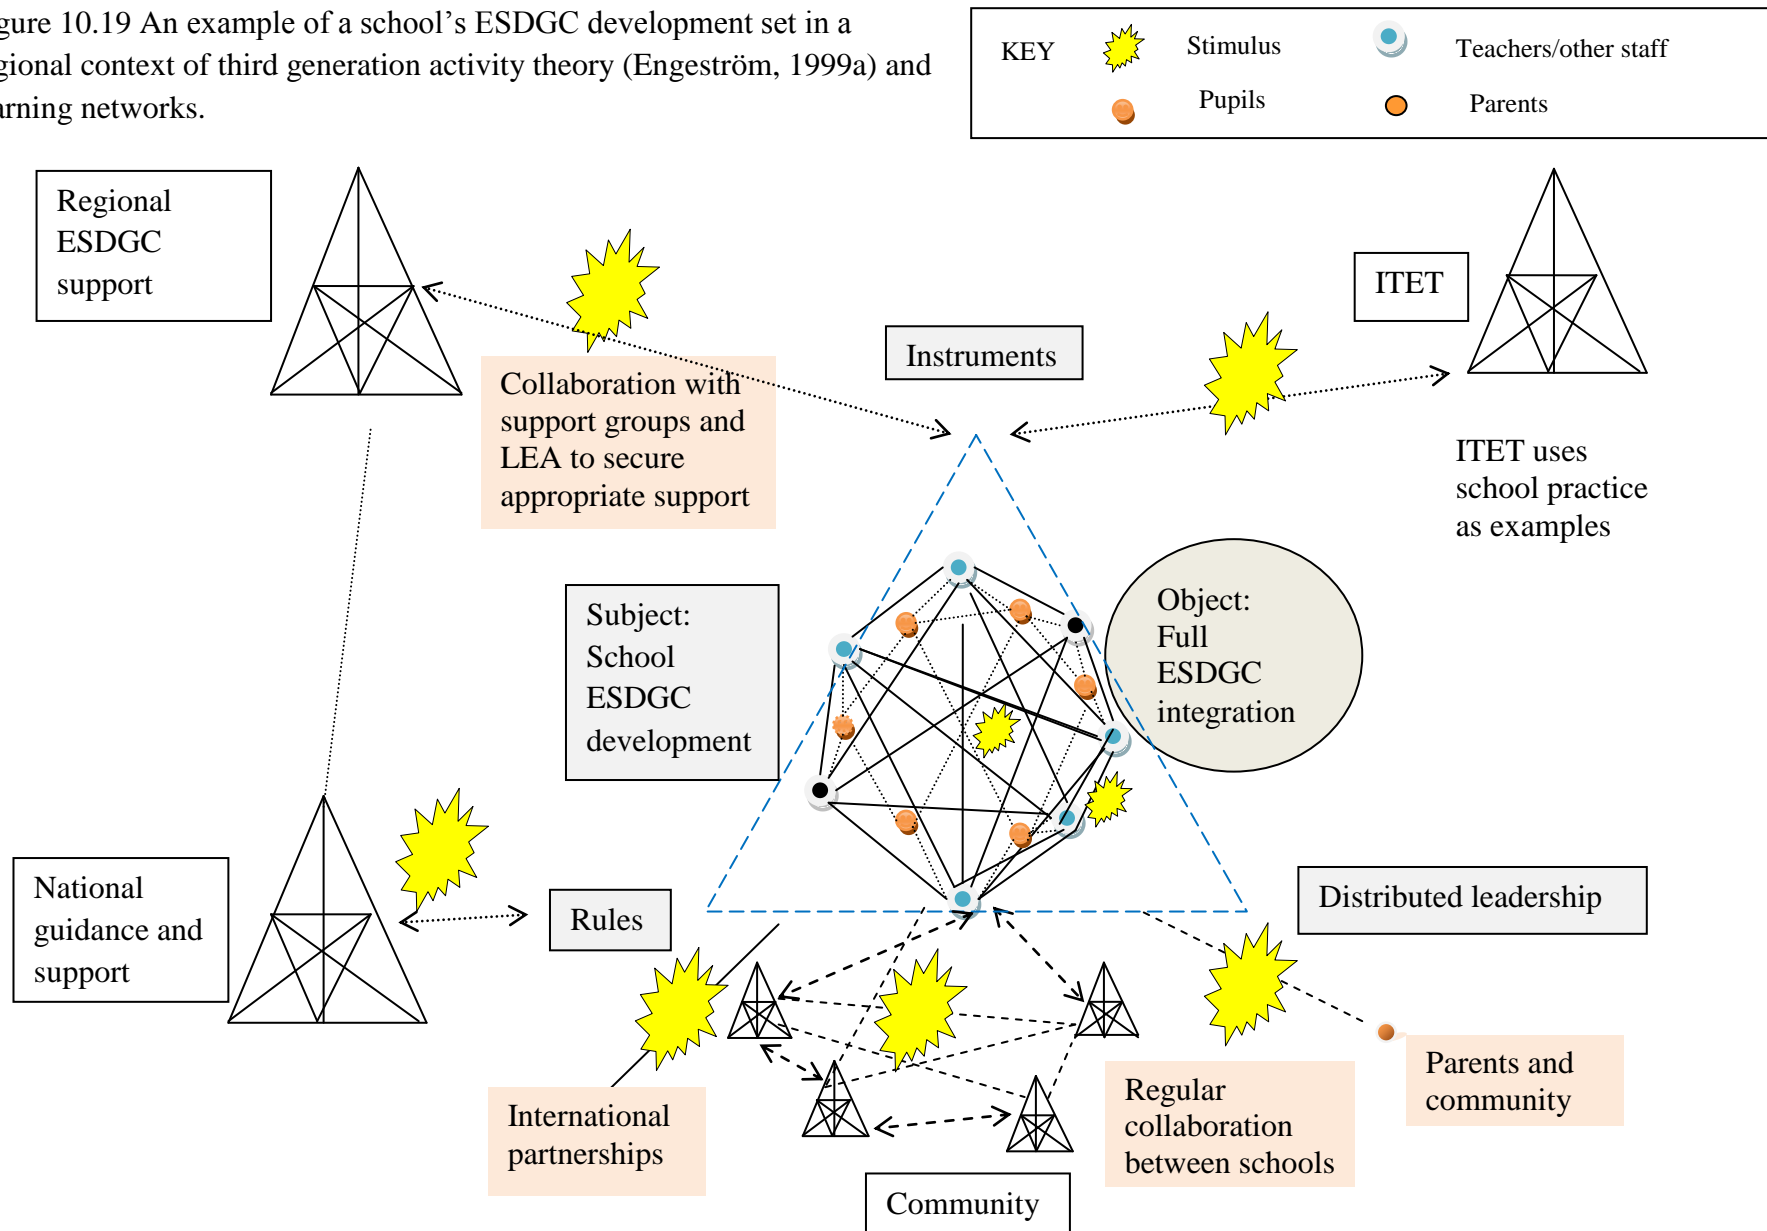 gure 10.19 An example of a school’s ESDGC development set in a
gional context of third generation activity theory (Engeström, 1999a) and
arning networks.
KEY
Stimulus
Teachers/other staff
Pupils
Parents
Regional
ESDGC
support
ITET
Instruments
Collaboration with
support groups and
LEA to secure
appropriate support
ITET uses
school practice
as examples
Subject:
School
ESDGC
development
Object:
Full
ESDGC
integration
National
guidance and
support
Rules
Distributed leadership
International
partnerships
Regular
collaboration
between schools
Parents and
community
Community